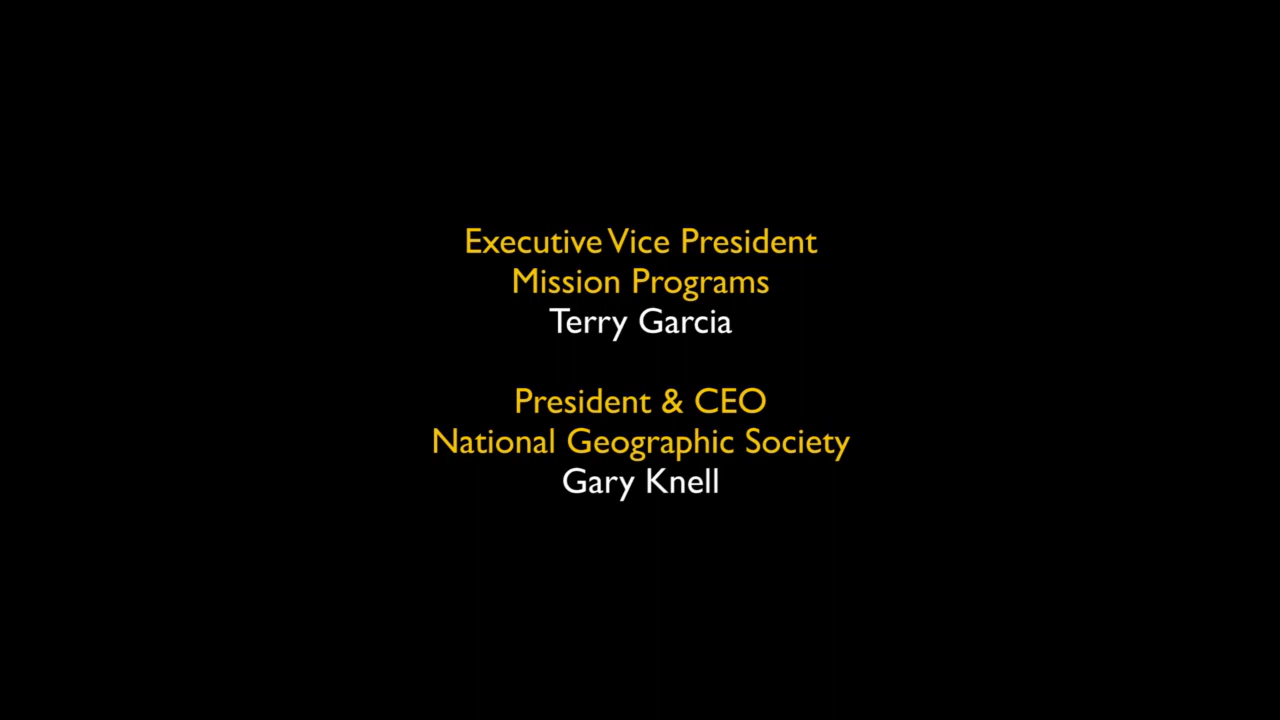 Executive Vice President
Mission Programs
Terry Garcia
President & CEO
National Geographic Society
Gary Knell